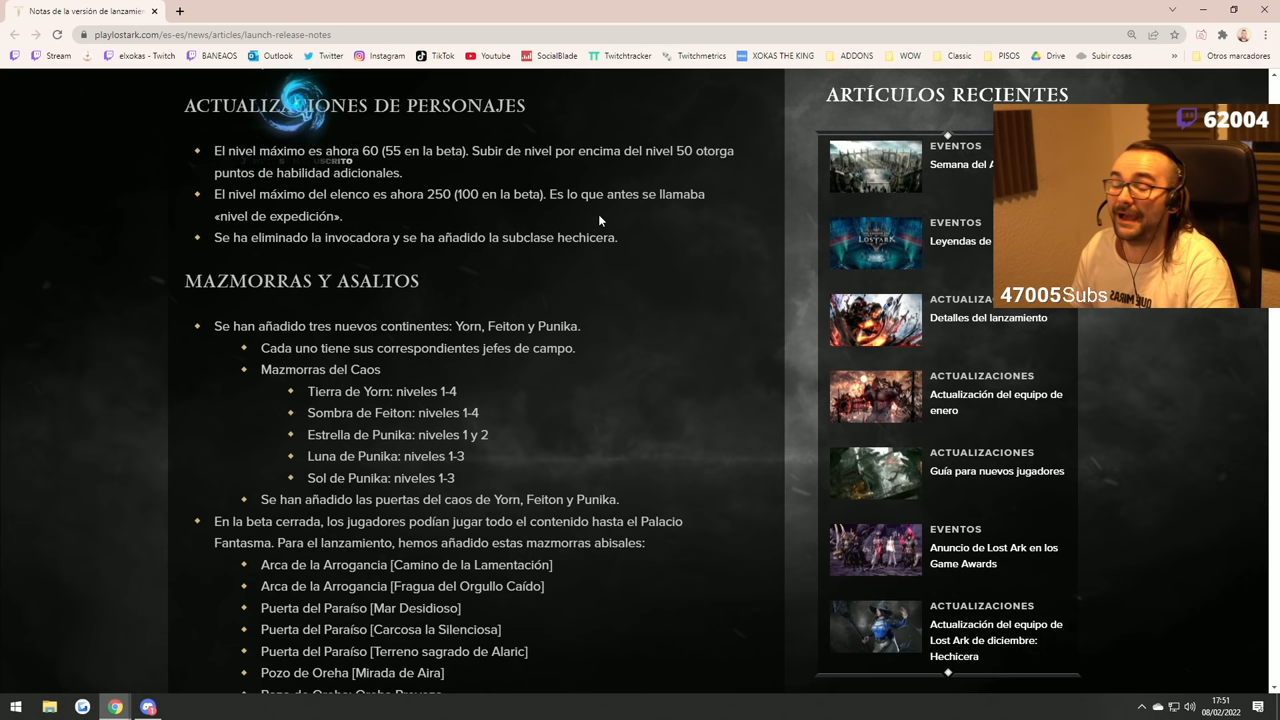 Notas de la versión de lanzamien
playlostark.com/es-es/news/articles/launch-release-notes
Stream
elxokas - Twitch
BANEAOS
Outlook
Twitter
Instagram
TikTok
Youtube
SocialBlade
Twitchtracker
Twitchmetrics
XOKAS THE KING
ADDONS
WOW
Classic
PISOS
Drive
Subir cosas
Otros marcadores
ACTUALIZACIONES DE PERSONAJES
El nivel máximo es ahora 60 (55 en la beta). Subir de nivel por encima del nivel 50 otorga
puntos de habilidad adicionales.
El nivel máximo del elenco es ahora 250 (100 en la beta). Es lo que antes se llamaba
«nivel de expedición».
Se ha eliminado la invocadora y se ha añadido la subclase hechicera.
MAZMORRAS Y ASALTOS
Se han añadido tres nuevos continentes: Yorn, Feiton y Punika.
Cada uno tiene sus correspondientes jefes de campo.
Mazmorras del Caos
Tierra de Yorn: niveles 1-4
Sombra de Feiton: niveles 1-4
Estrella de Punika: niveles 1 y 2
Luna de Punika: niveles 1-3
Sol de Punika: niveles 1-3
Se han añadido las puertas del caos de Yorn, Feiton y Punika.
En la beta cerrada, los jugadores podían jugar todo el contenido hasta el Palacio
Fantasma. Para el lanzamiento, hemos añadido estas mazmorras abisales:
Arca de la Arrogancia [Camino de la Lamentación]
Arca de la Arrogancia [Fragua del Orgullo Caído]
Puerta del Paraíso [Mar Desidioso]
Puerta del Paraíso [Carcosa la Silenciosa]
Puerta del Paraíso [Terreno sagrado de Alaric]
Pozo de Oreha [Mirada de Aira]
ARTÍCULOS RECIENTES
EVENTOS
Semana del A
EVENTOS
Leyendas de
LOST ARK
ACTUALIZA
Detalles del lanzamiento
ACTUALIZACIONES
Actualización del equipo de
enero
ACTUALIZACIONES
Guía para nuevos jugadores
EVENTOS
Anuncio de Lost Ark en los
Game Awards
ACTUALIZACIONES
Actualización del equipo de
Lost Ark de diciembre:
Hechicera
62004
47005Subs
17:51
08/02/2022